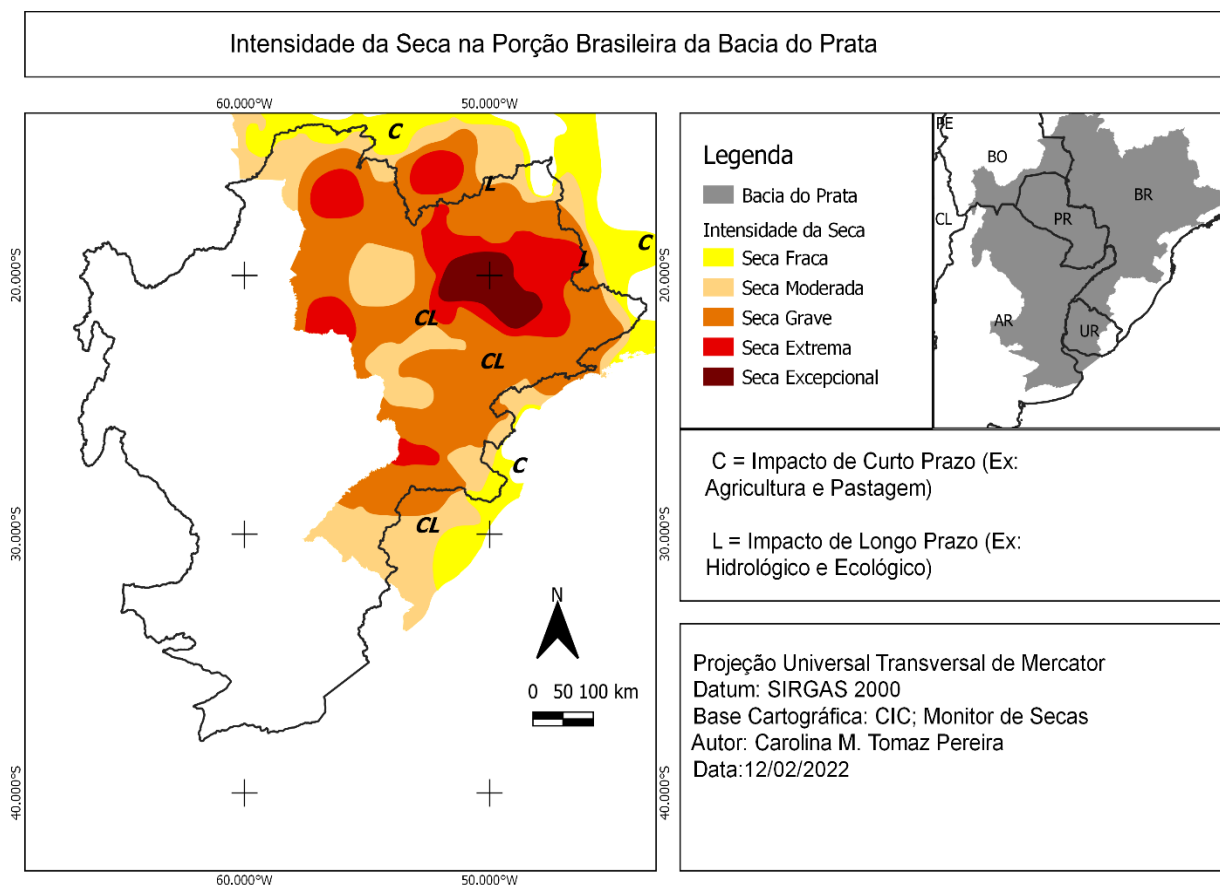 Intensidade da Seca na Porção Brasileira da Bacia do Prata
60.000°W 50.000°W
C
L
C
L
20.000°S 20.000°S
CL
CL
C
CL
30.000°S 30.000°S
N
0 50 100 km
40.000°S 40.000°S
60.000°W 50.000°W
Legenda
Bacia do Prata
Intensidade da Seca
Seca Fraca
Seca Moderada
Seca Grave
Seca Extrema
Seca Excepcional
PE
BO
BR
CL
PR
AR
UR
C = Impacto de Curto Prazo (Ex:
Agricultura e Pastagem)
L = Impacto de Longo Prazo (Ex:
Hidrológico e Ecológico)
Projeção Universal Transversal de Mercator
Datum: SIRGAS 2000
Base Cartográfica: CIC; Monitor de Secas
Autor: Carolina M. Tomaz Pereira
Data:12/02/2022